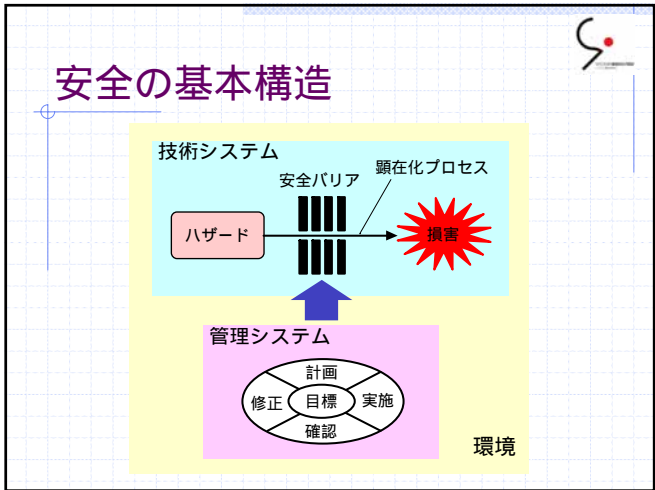 安全の基本構造
技術システム
安全バリア
顕在化プロセス
ハザード
損害
管理システム
計画
修正
目標
実施
確認
環境